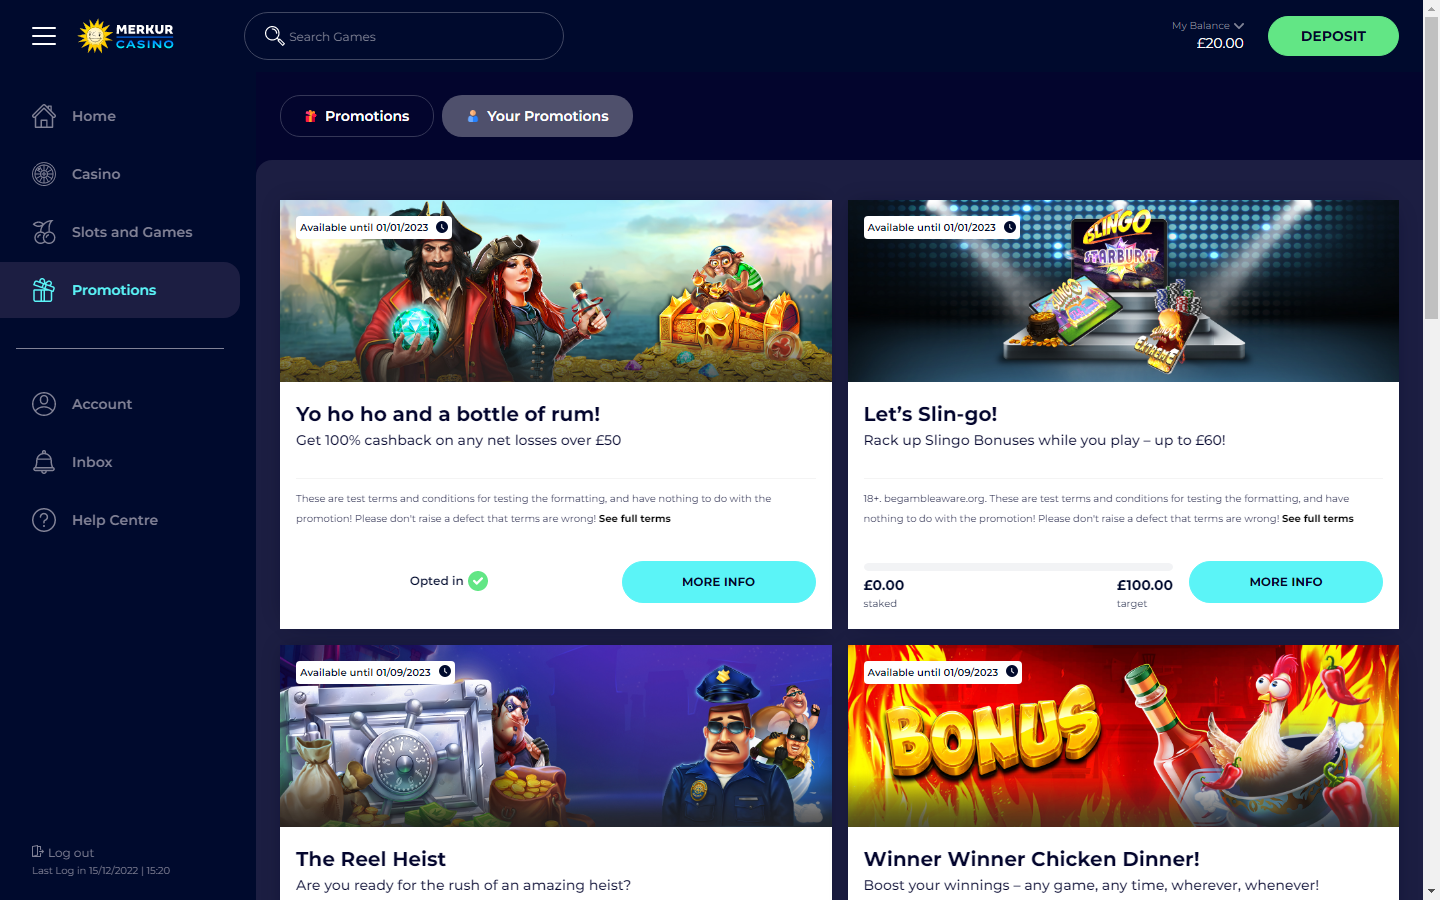 MERKUR
CASINO
Search Games
My Balance
£20.00
DEPOSIT
Home
Casino
Slots and Games
Promotions
Account
Inbox
Help Centre
Log out
Last Log in 15/12/2022 | 15:20
Promotions
Your Promotions
Available until 01/01/2023
Yo ho ho and a bottle of rum!
Get 100% cashback on any net losses over £50
These are test terms and conditions for testing the formatting, and have nothing to do with the
promotion! Please don't raise a defect that terms are wrong! See full terms
Opted in
MORE INFO
Available until 01/01/2023
SLINGO
STARBURST
SLINGO
SLINGO
EXTREME
Let’s Slin-go!
Rack up Slingo Bonuses while you play – up to £60!
18+. begambleaware.org. These are test terms and conditions for testing the formatting, and have
nothing to do with the promotion! Please don't raise a defect that terms are wrong! See full terms
£0.00
staked
£100.00
target
MORE INFO
Available until 01/09/2023
The Reel Heist
Are you ready for the rush of an amazing heist?
Available until 01/09/2023
BONUS
Winner Winner Chicken Dinner!
Boost your winnings – any game, any time, wherever, whenever!